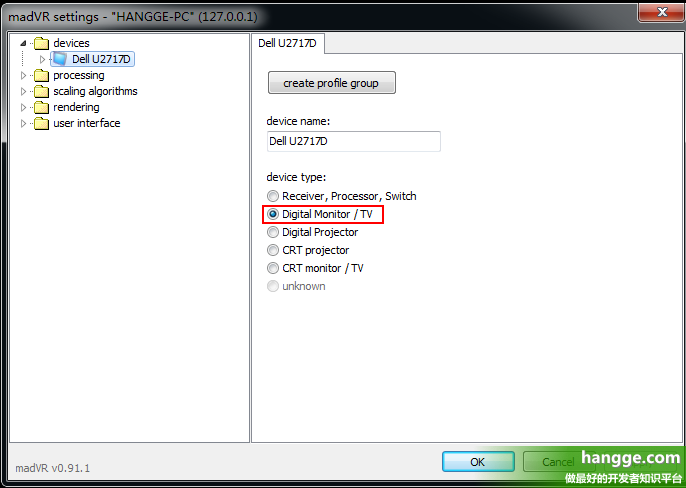 madVR settings - "HANGGE-PC" (127.0.0.1)
devices
Dell U2717D
processing
scaling algorithms
rendering
user interface
Dell U2717D
create profile group
device name:
Dell U2717D
device type:
Receiver, Processor, Switch
Digital Monitor / TV
Digital Projector
CRT projector
CRT monitor / TV
unknown
madVR v0.91.1
OK
Cancel
hangge.com
做最好的开发者知识平台